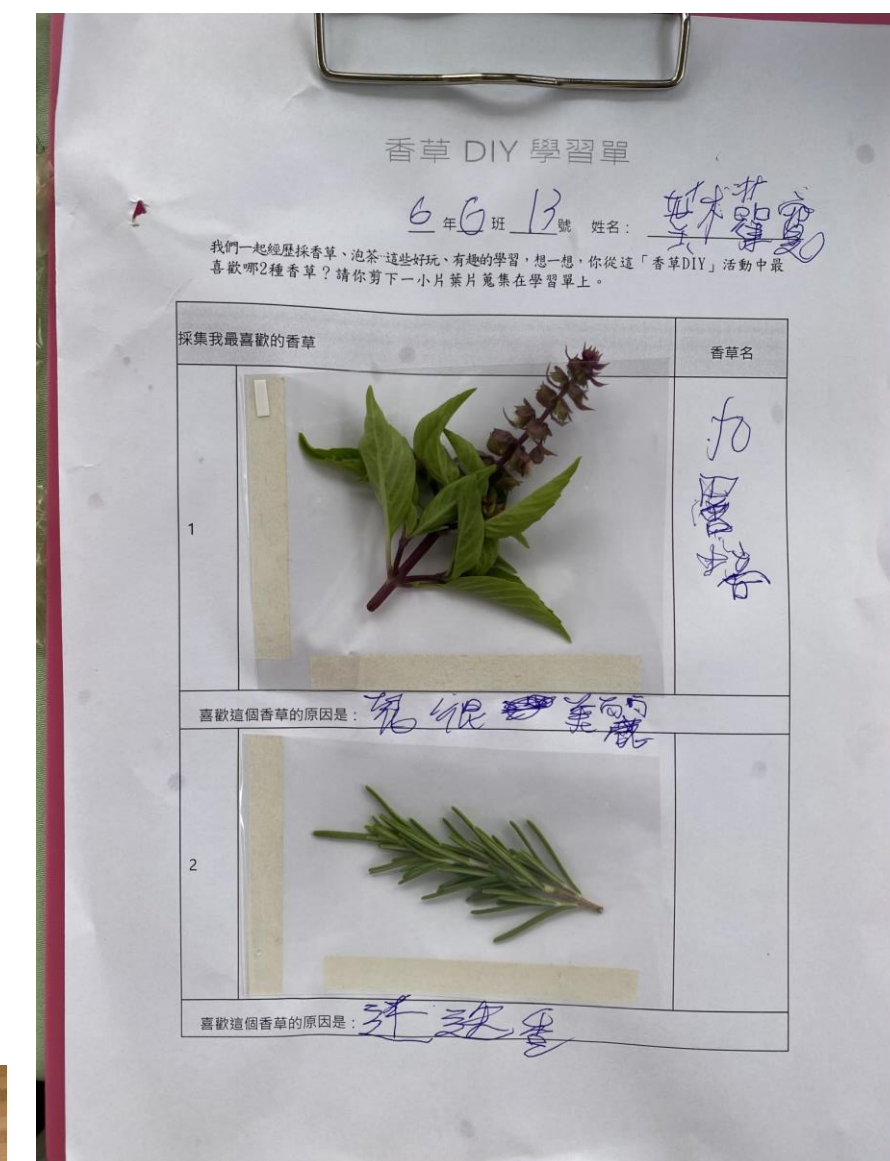 香草 DIY 學習單
6 年 6 班 13 號 姓名：
我們一起經歷採香草、泡茶 這些好玩、有趣的學習，想一想，你從這「香草DIY」活動中最
喜歡哪2種香草？請你剪下一小片葉片蒐集在學習單上。
採集我最喜歡的香草 香草名
1 九層塔
喜歡這個香草的原因是： 很 美麗
2
喜歡這個香草的原因是：迷迭香